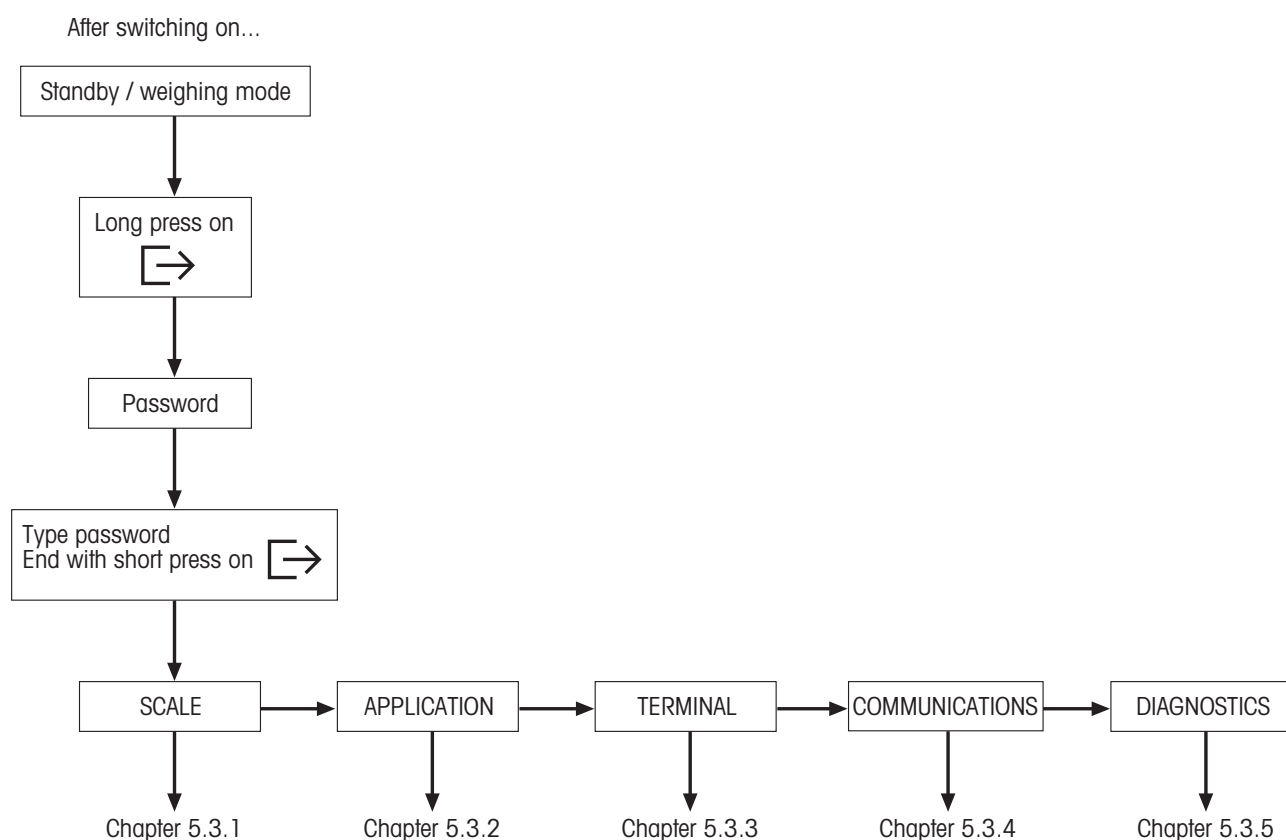 After switching on...
Standby / weighing mode
Long press on
Password
Type password
End with short press on
SCALE
APPLICATION
TERMINAL
COMMUNICATIONS
DIAGNOSTICS
Chapter 5.3.1
Chapter 5.3.2
Chapter 5.3.3
Chapter 5.3.4
Chapter 5.3.5